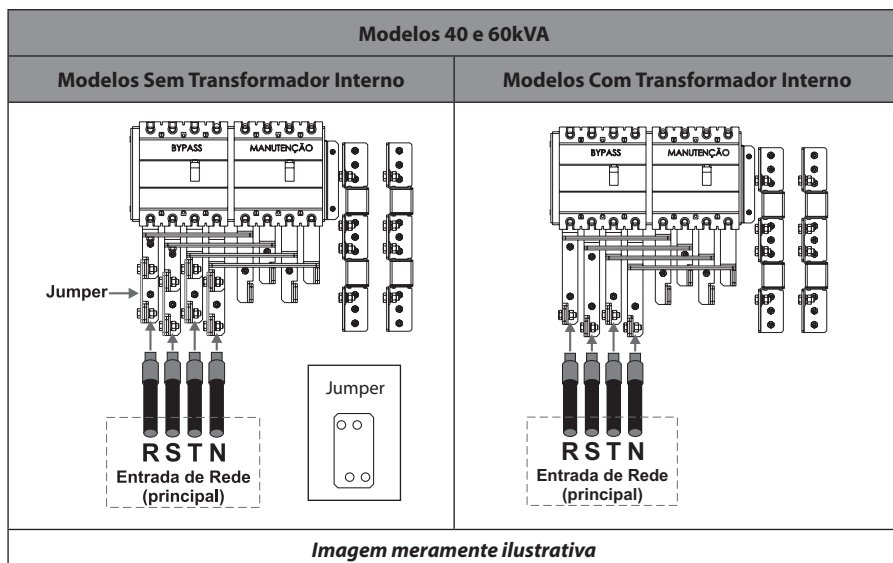 Modelos 40 e 60kVA
Modelos Sem Transformador Interno
Modelos Com Transformador Interno
BYPASS
MANUTENÇÃO
Jumper
Jumper
R S T N
Entrada de Rede
(principal)
BYPASS
MANUTENÇÃO
R S T N
Entrada de Rede
(principal)
Imagem meramente ilustrativa